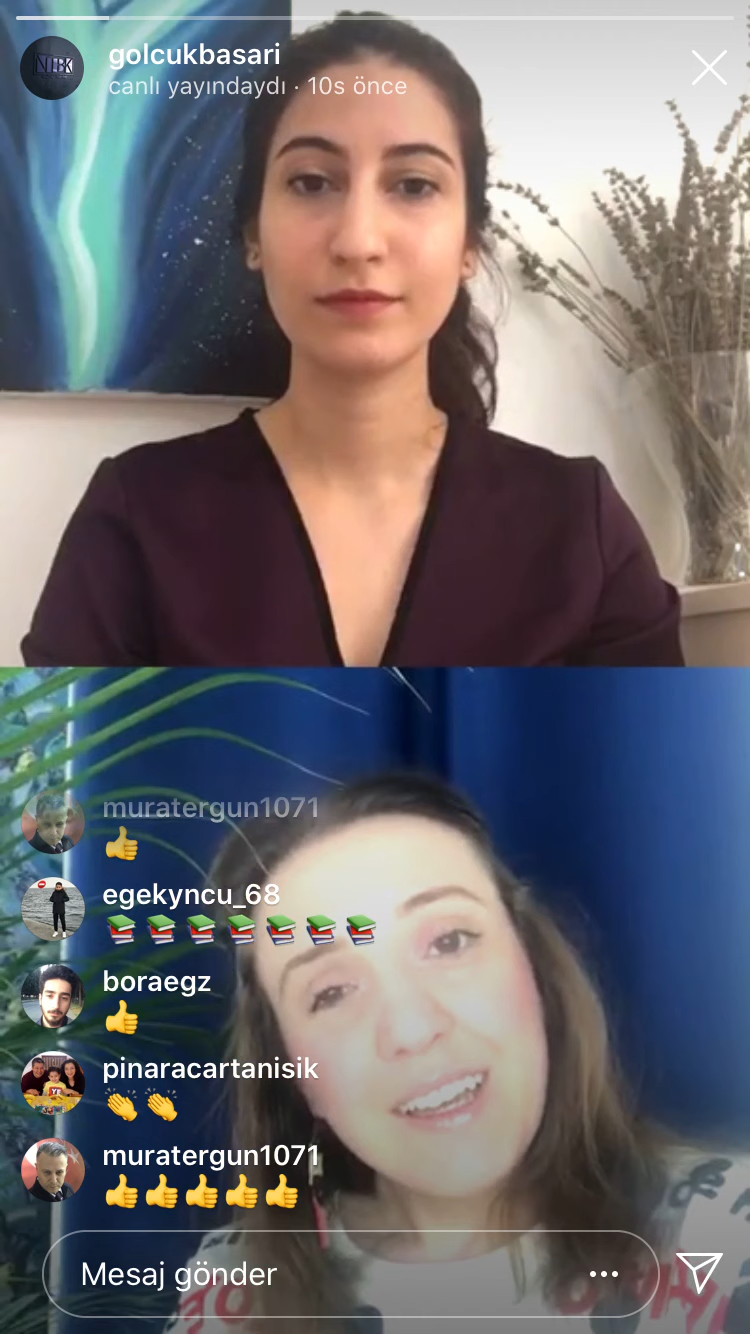 golcukbasari
canlı yayındaydı · 10s önce
muratergun1071
👍
egekyncu_68
📚📚📚📚📚📚📚
boraegz
👍
pinaracartanisik
👏👏
muratergun1071
👍👍👍👍👍
Mesaj gönder